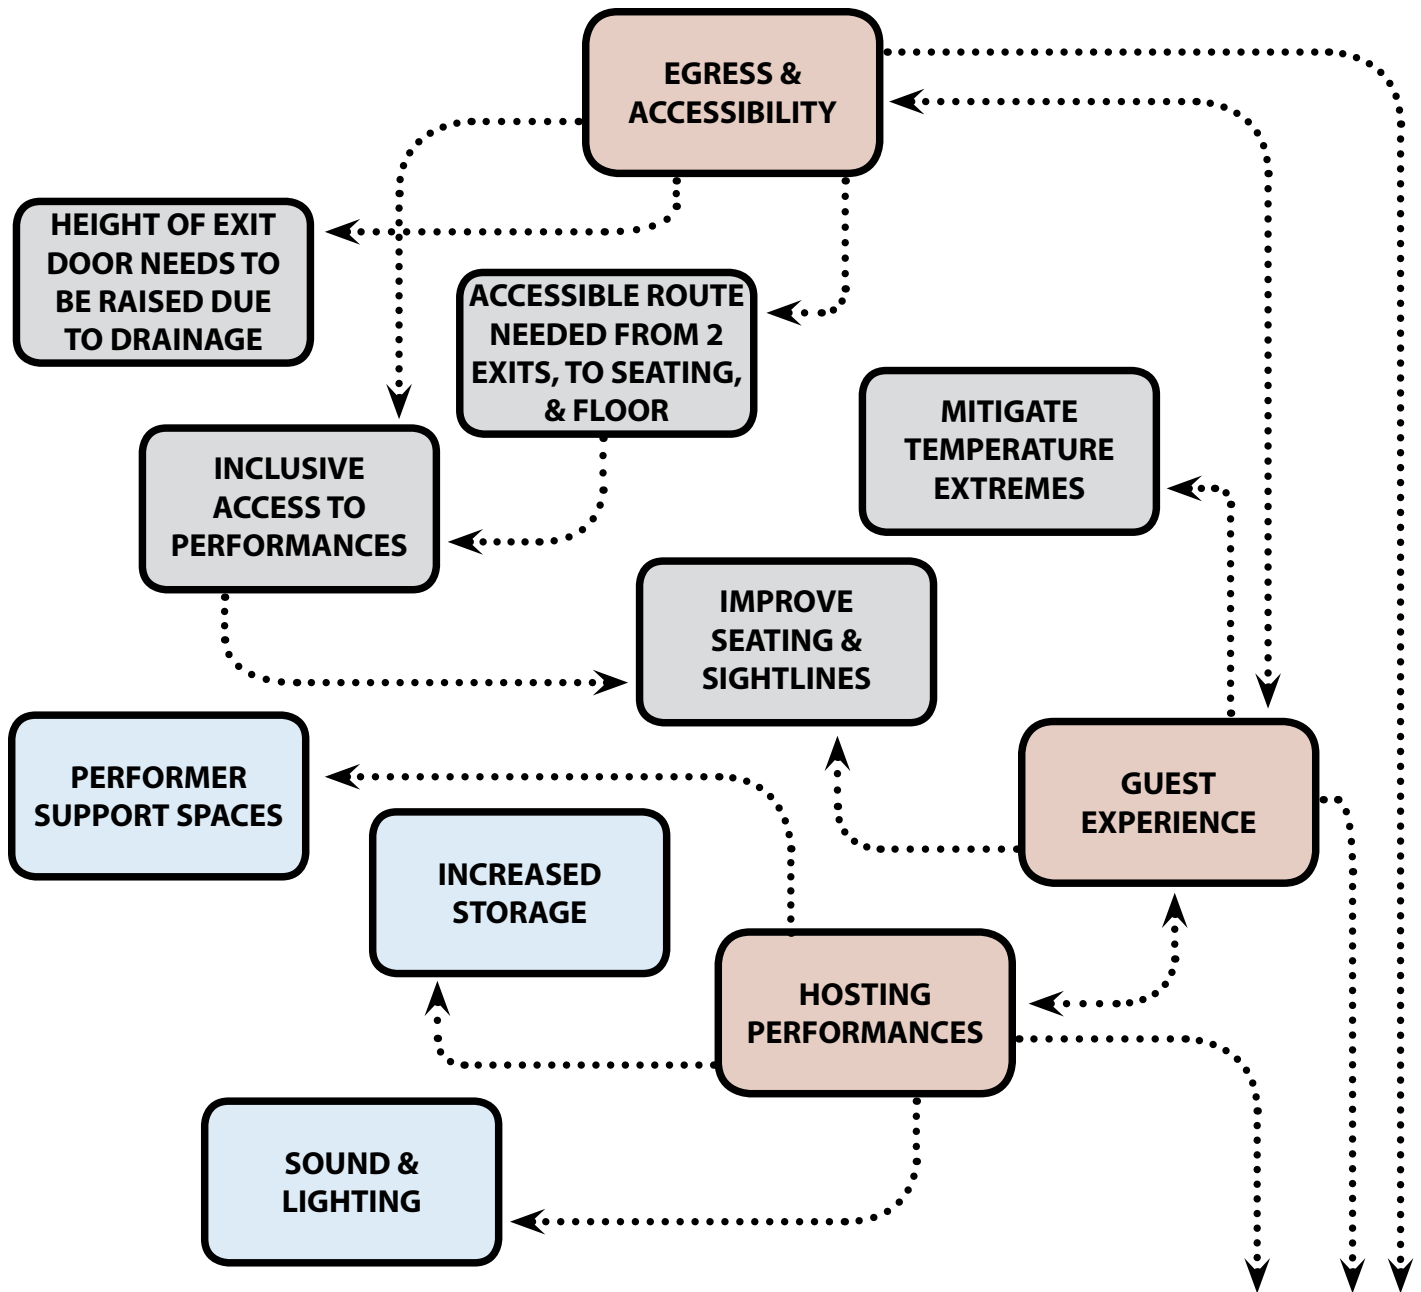 EGRESS &
ACCESSIBILITY
HEIGHT OF EXIT
DOOR NEEDS TO
BE RAISED DUE
TO DRAINAGE
ACCESSIBLE ROUTE
NEEDED FROM 2
EXITS, TO SEATING,
& FLOOR
MITIGATE
TEMPERATURE
EXTREMES
INCLUSIVE
ACCESS TO
PERFORMANCES
IMPROVE
SEATING &
SIGHTLINES
PERFORMER
SUPPORT SPACES
GUEST
EXPERIENCE
INCREASED
STORAGE
HOSTING
PERFORMANCES
SOUND &
LIGHTING